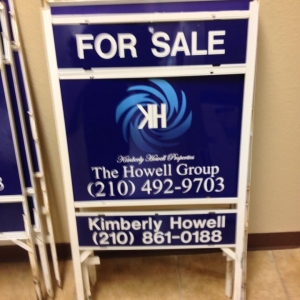 FOR SALE
KH
Kimberly Howell Properties
The Howell Group
(210) 492-9703
Kimberly Howell
(210) 861-0188